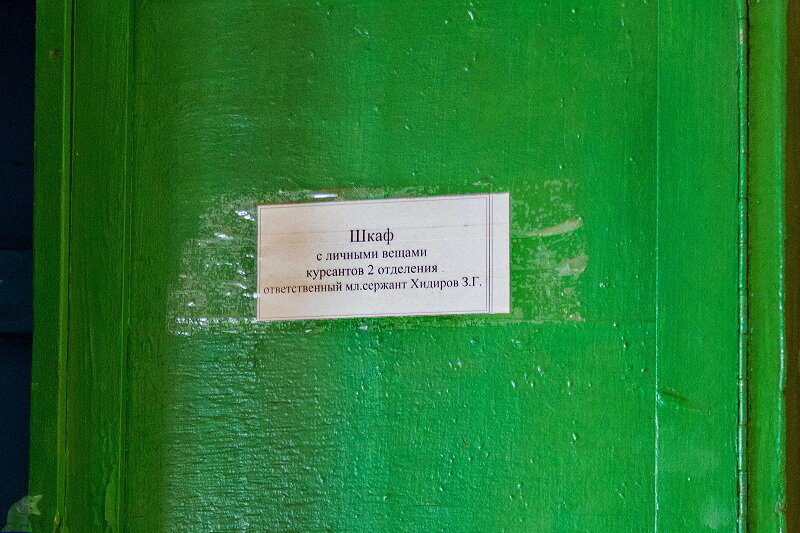 Шкаф
с личными вещами
курсантов 2 отделения
ответственный мл.сержант Хидиров З.Г.